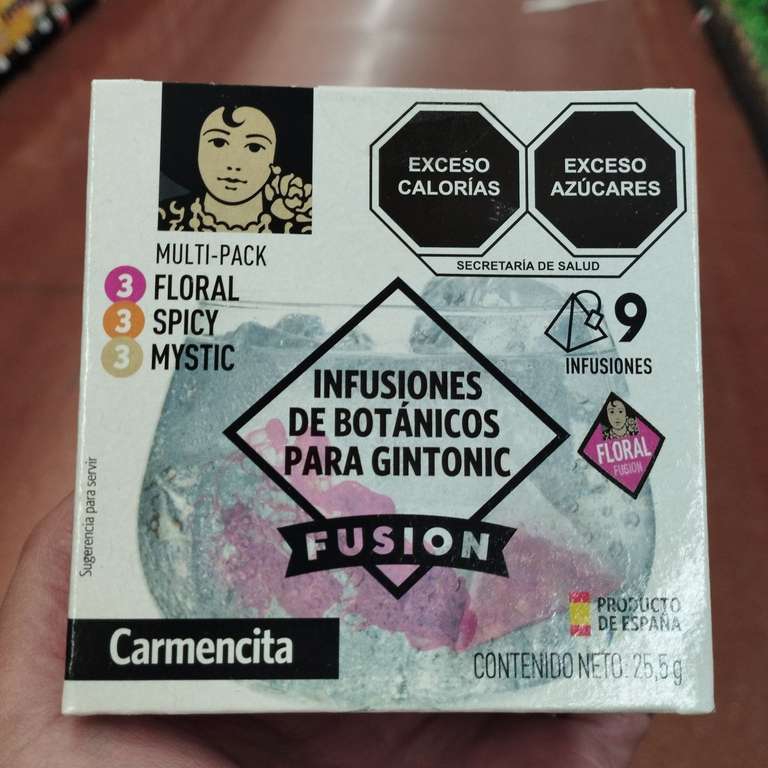 EXCESO
CALORÍAS
EXCESO
AZÚCARES
SECRETARÍA DE SALUD
MULTI-PACK
3 FLORAL
3 SPICY
3 MYSTIC
9
INFUSIONES
INFUSIONES
DE BOTÁNICOS
PARA GINTONIC
FUSION
FLORAL
FUSION
Sugerencia para servir
PRODUCTO
DE ESPAÑA
Carmencita
CONTENIDO NETO: 25,5 g